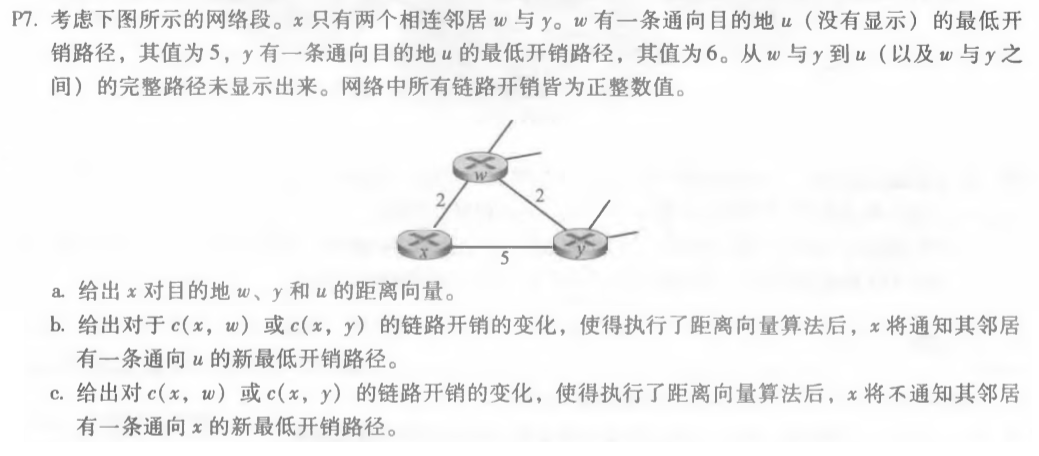 P7. 考虑下图所示的网络段。x 只有两个相连邻居 w 与 y。w 有一条通向目的地 u（没有显示）的最低开
销路径，其值为 5，y 有一条通向目的地 u 的最低开销路径，其值为 6。从 w 与 y 到 u（以及 w 与 y 之
间）的完整路径未显示出来。网络中所有链路开销皆为正整数值。
w
2
2
x
5
y
a. 给出 x 对目的地 w、y 和 u 的距离向量。
b. 给出对于 c(x, w) 或 c(x, y) 的链路开销的变化，使得执行了距离向量算法后，x 将通知其邻居
有一条通向 u 的新最低开销路径。
c. 给出对 c(x, w) 或 c(x, y) 的链路开销的变化，使得执行了距离向量算法后，x 将不通知其邻居
有一条通向 x 的新最低开销路径。